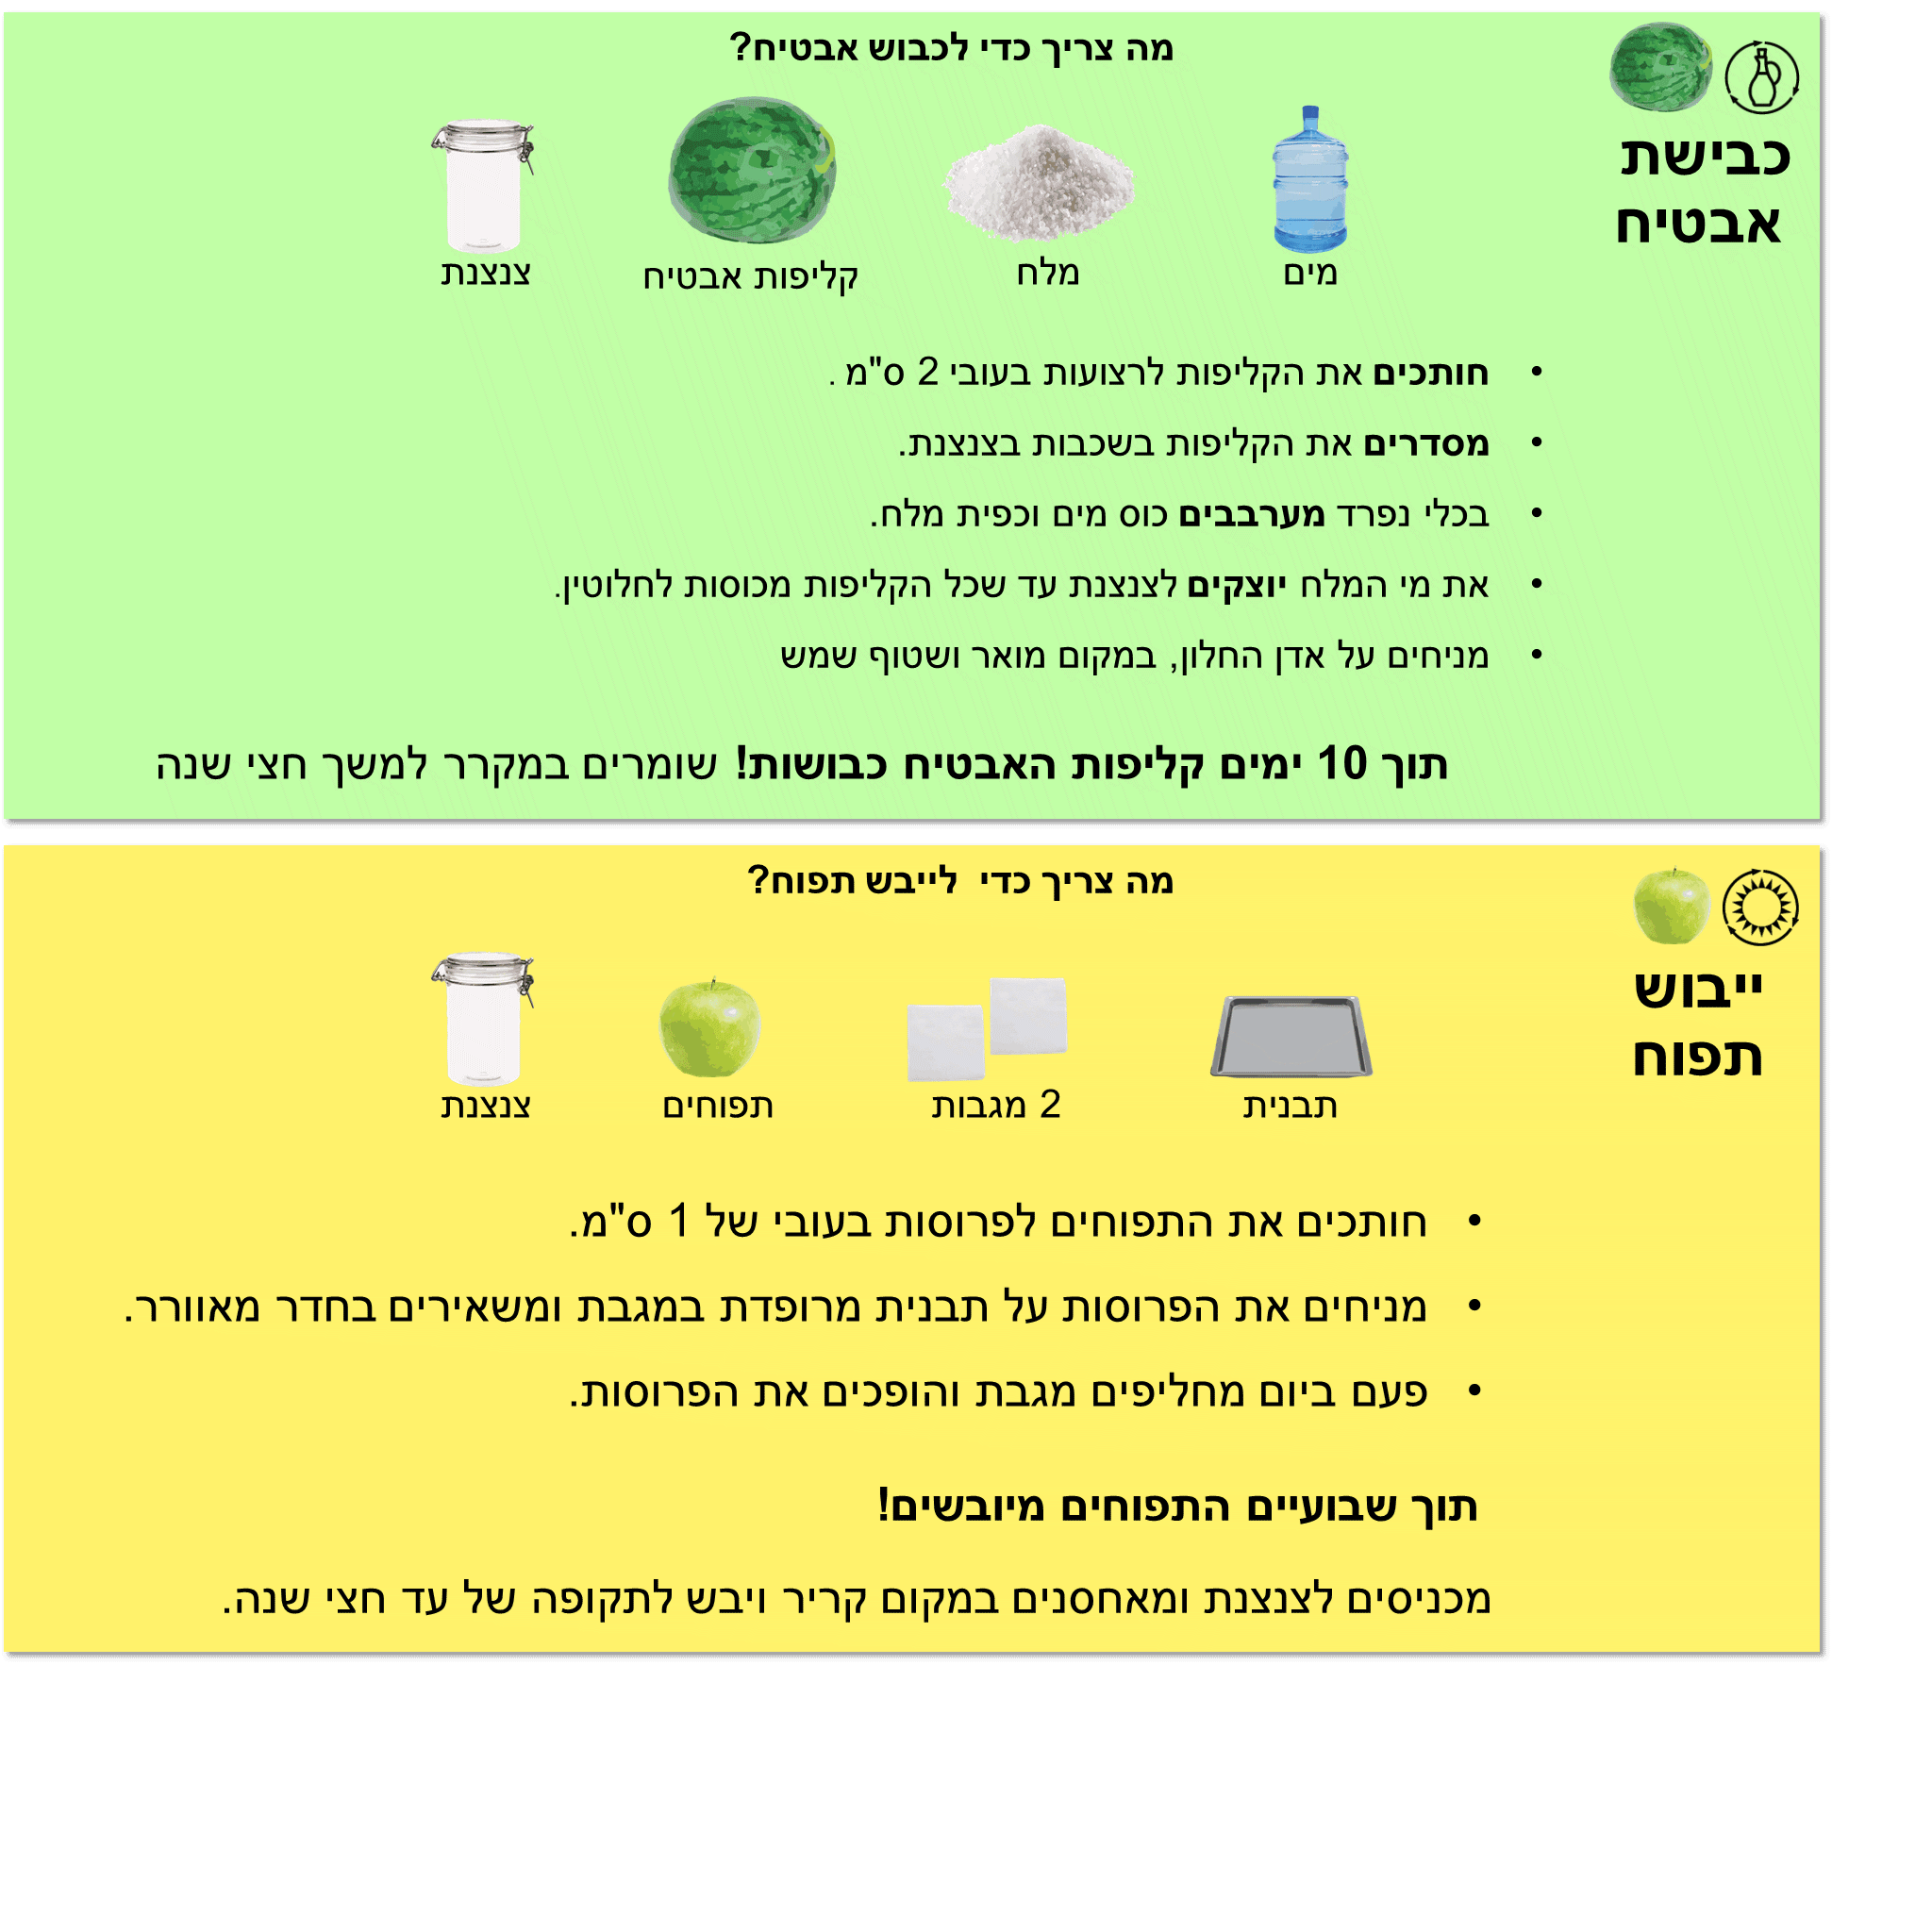 מה צריך כדי לכבוש אבטיח?
כבישת
אבטיח
מים
מלח
קליפות אבטיח
צנצנת
• חותכים את הקליפות לרצועות בעובי 2 ס"מ .
• מסדרים את הקליפות בשכבות בצנצנת.
• בכלי נפרד מערבבים כוס מים וכפית מלח.
• את מי המלח יוצקים לצנצנת עד שכל הקליפות מכוסות לחלוטין.
• מניחים על אדן החלון, במקום מואר ושטוף שמש
תוך 10 ימים קליפות האבטיח כבושות! שומרים במקרר למשך חצי שנה
מה צריך כדי לייבש תפוח?
ייבוש
תפוח
תבנית
2 מגבות
תפוחים
צנצנת
• חותכים את התפוחים לפרוסות בעובי של 1 ס"מ.
• מניחים את הפרוסות על תבנית מרופדת במגבת ומשאירים בחדר מאוורר.
• פעם ביום מחליפים מגבת והופכים את הפרוסות.
תוך שבועיים התפוחים מיובשים!
מכניסים לצנצנת ומאחסנים במקום קריר ויבש לתקופה של עד חצי שנה.